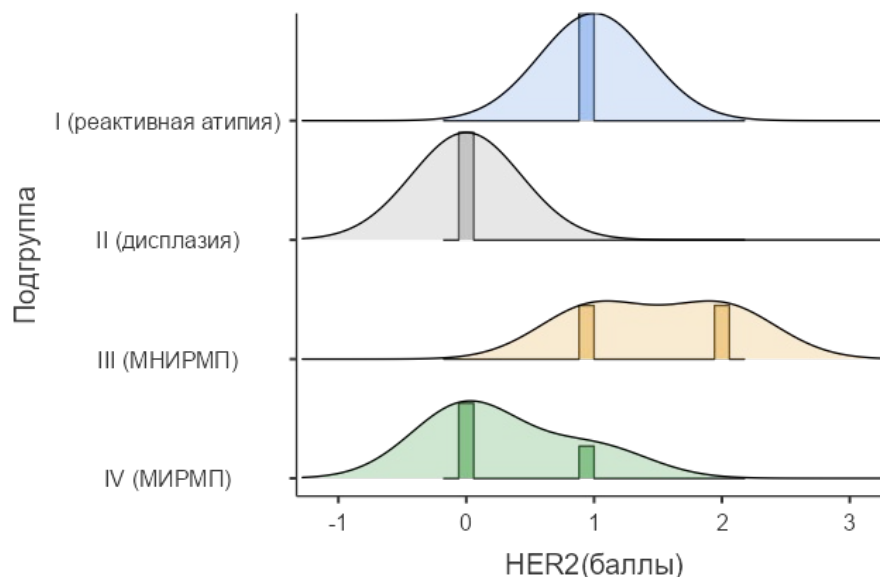 Подгруппа
I (реактивная атипия)
II (дисплазия)
III (МНИРМП)
IV (МИРМП)
-1 0 1 2 3
HER2(баллы)